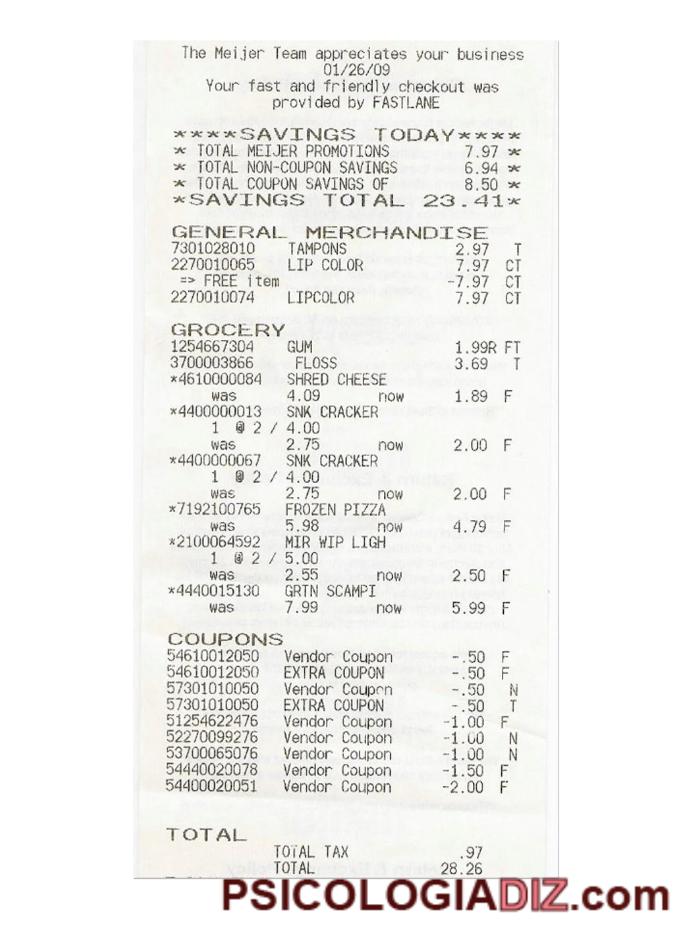 The Meijer Team appreciates your business
01/26/09
Your fast and friendly checkout was
provided by FASTLANE
****SAVINGS TODAY****
* TOTAL MEIJER PROMOTIONS 7.97 *
* TOTAL NON-COUPON SAVINGS 6.94 *
* TOTAL COUPON SAVINGS OF 8.50 *
*SAVINGS TOTAL 23.41*
GENERAL MERCHANDISE
7301028010 TAMPONS 2.97 T
2270010065 LIP COLOR 7.97 CT
=> FREE item -7.97 CT
2270010074 LIPCOLOR 7.97 CT
GROCERY
1254667304 GUM 1.99R FT
3700003866 FLOSS 3.69 T
*4610000084 SHRED CHEESE
was 4.09 now 1.89 F
*4400000013 SNK CRACKER
1 @ 2 / 4.00
was 2.75 now 2.00 F
*4400000067 SNK CRACKER
1 @ 2 / 4.00
was 2.75 now 2.00 F
*7192100765 FROZEN PIZZA
was 5.98 now 4.79 F
*2100064592 MIR WIP LIGH
1 @ 2 / 5.00
was 2.55 now 2.50 F
*4440015130 GRTN SCAMPI
was 7.99 now 5.99 F
COUPONS
54610012050 Vendor Coupon -.50 F
54610012050 EXTRA COUPON -.50 F
57301010050 Vendor Coupon -.50 N
57301010050 EXTRA COUPON -.50 T
51254622476 Vendor Coupon -1.00 F
52270099276 Vendor Coupon -1.00 N
53700065076 Vendor Coupon -1.00 N
54440020078 Vendor Coupon -1.50 F
54400020051 Vendor Coupon -2.00 F
TOTAL
TOTAL TAX .97
TOTAL 28.26
PSICOLOGIADIZ.com